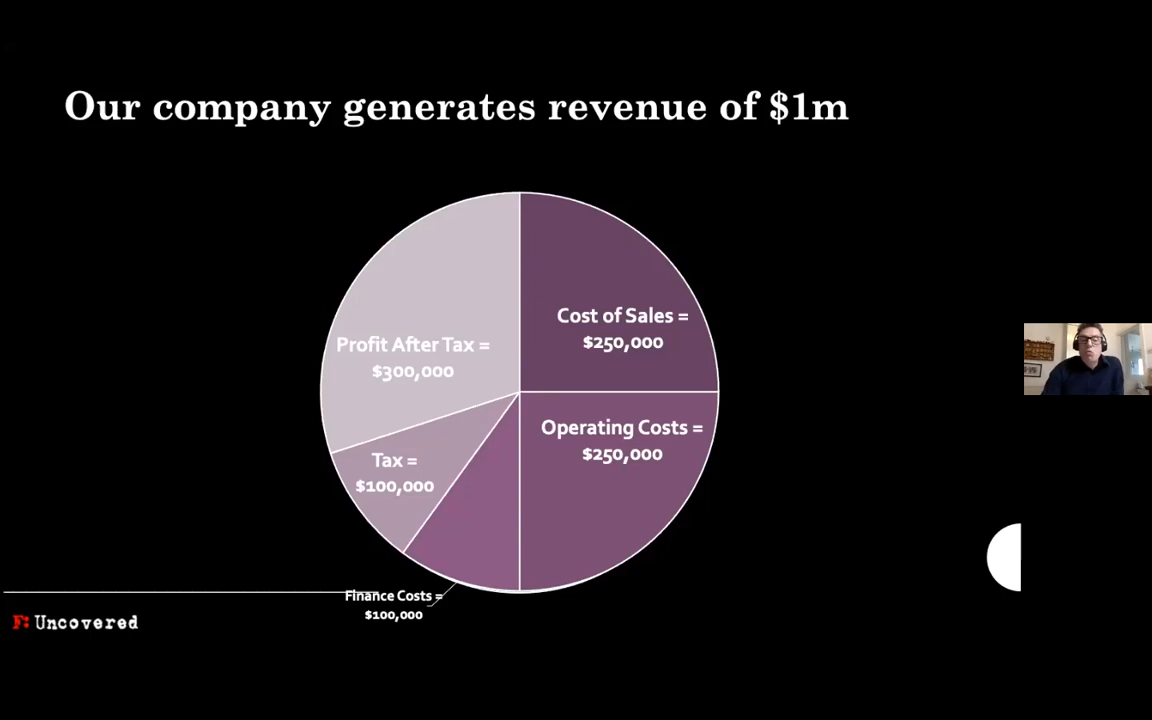 Our company generates revenue of $1m
Cost of Sales =
$250,000
Profit After Tax =
$300,000
Operating Costs =
$250,000
Tax =
$100,000
Finance Costs =
$100,000
F: Uncovered